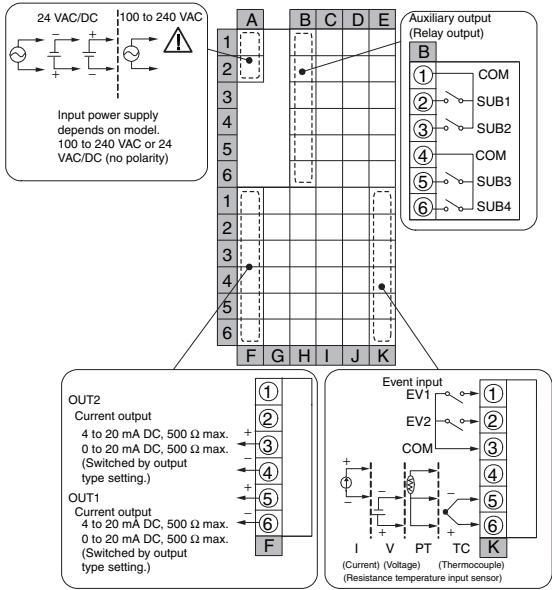 24 VAC/DC
100 to 240 VAC
− +
+ −
Input power supply
depends on model.
100 to 240 VAC or 24
VAC/DC (no polarity)
A B C D E
1
2
3
4
5
6
1
2
3
4
5
6
F G H I J K
Auxiliary output
(Relay output)
B
1 COM
2 SUB1
3 SUB2
4 COM
5 SUB3
6 SUB4
OUT2
Current output
4 to 20 mA DC, 500 Ω max.
0 to 20 mA DC, 500 Ω max.
(Switched by output
type setting.)
OUT1
Current output
4 to 20 mA DC, 500 Ω max.
0 to 20 mA DC, 500 Ω max.
(Switched by output
type setting.)
1
2
+ 3
− 4
+ 5
− 6
F
Event input
EV1 1
EV2 2
COM 3
4
+ − − 5
− + + 6
I V PT TC K
(Current) (Voltage) (Thermocouple)
(Resistance temperature input sensor)